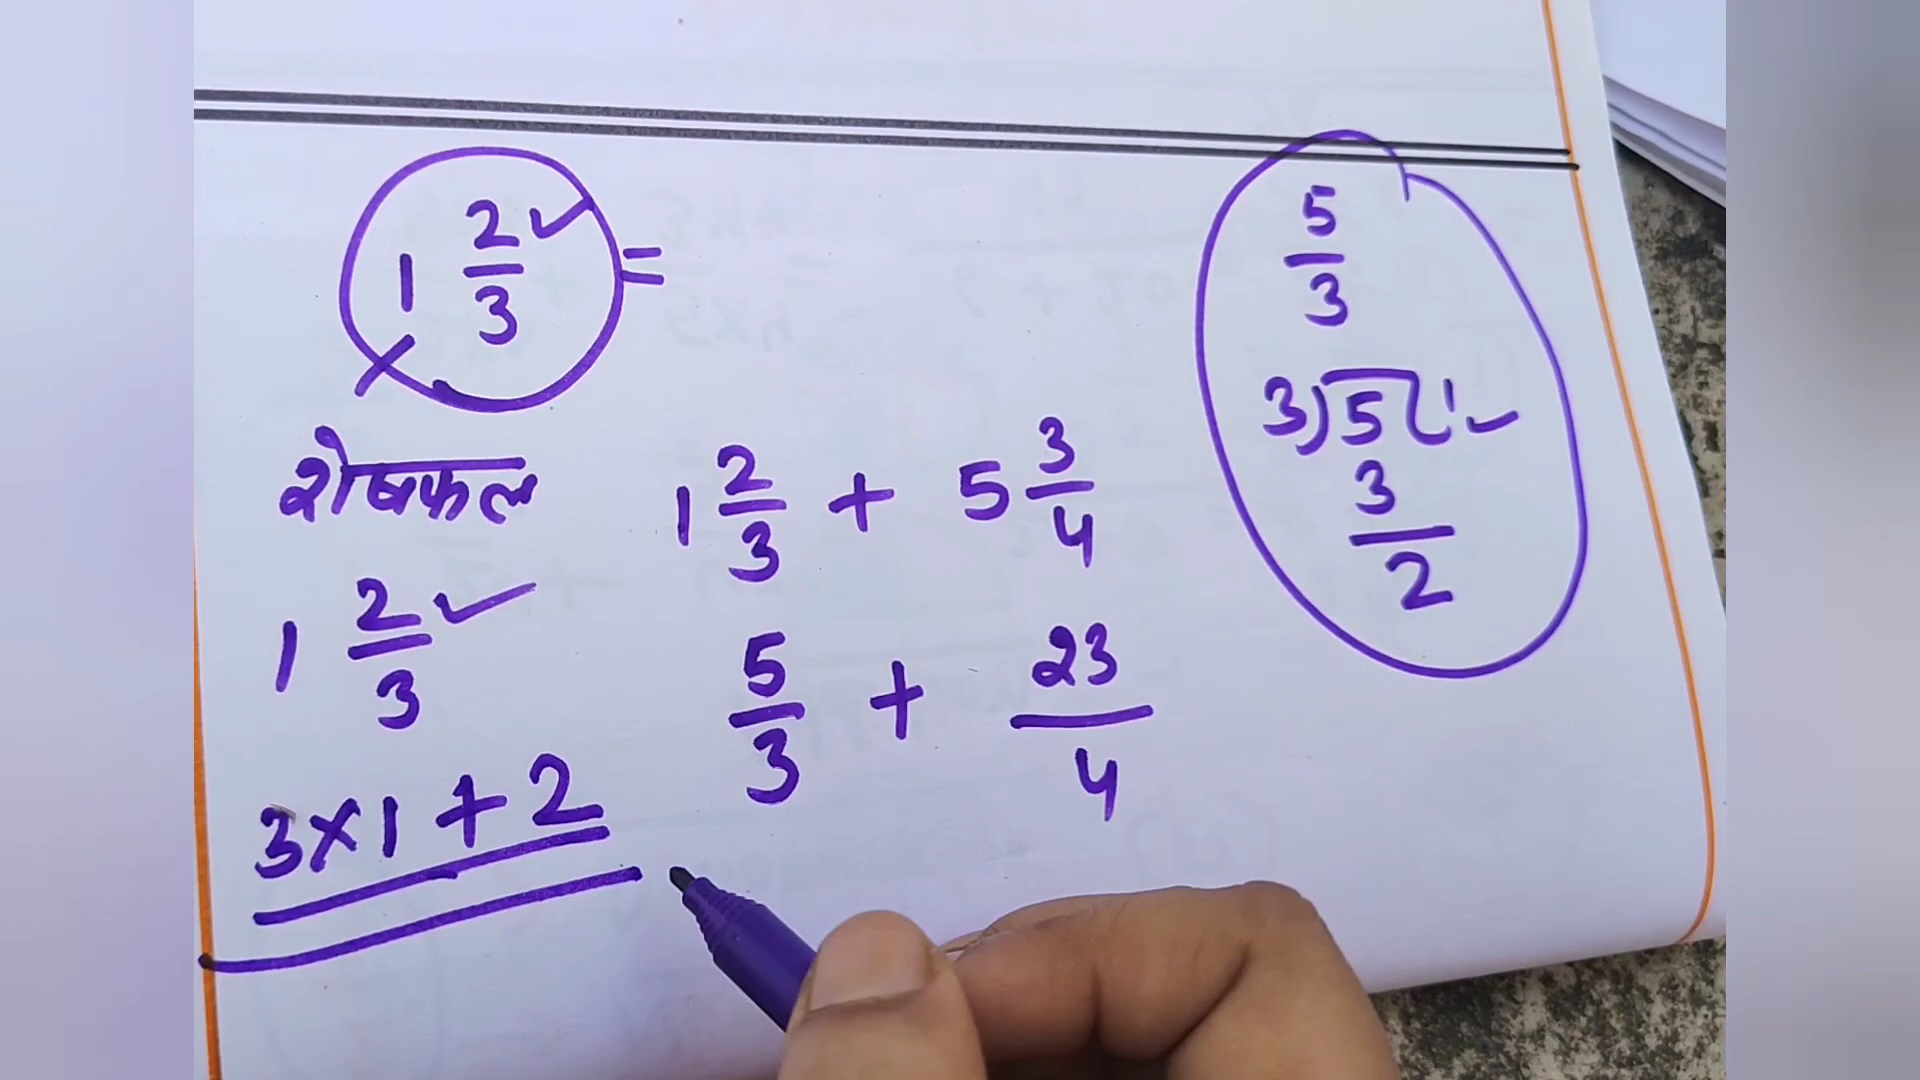 1 2/3 =
शेषफल
1 2/3
3×1+2
1 2/3 + 5 3/4
5/3 + 23/4
5/3
3)5(1
3
2